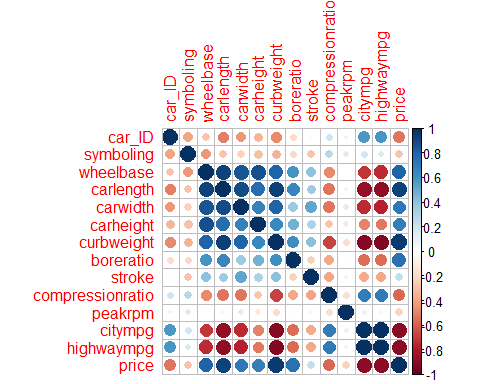 car_ID
symboling
wheelbase
carlength
carwidth
carheight
curbweight
boreratio
stroke
compressionratio
peakrpm
citympg
highwaympg
price
car_ID
symboling
wheelbase
carlength
carwidth
carheight
curbweight
boreratio
stroke
compressionratio
peakrpm
citympg
highwaympg
price
1
0.8
0.6
0.4
0.2
0
-0.2
-0.4
-0.6
-0.8
-1